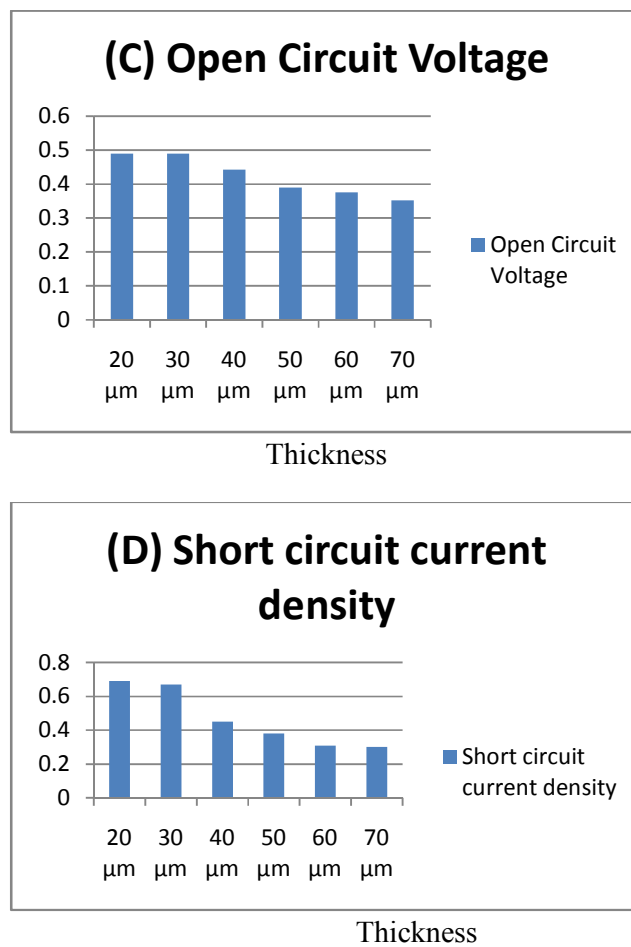 (C) Open Circuit Voltage
0.6
0.5
0.4
0.3
0.2
0.1
0
20 30 40 50 60 70
µm µm µm µm µm µm
Open Circuit
Voltage
Thickness
(D) Short circuit current
density
0.8
0.6
0.4
0.2
0
20 30 40 50 60 70
µm µm µm µm µm µm
Short circuit
current density
Thickness